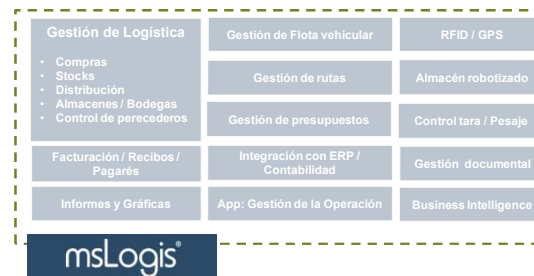 Gestión de Logística
• Compras
• Stocks
• Distribución
• Almacenes / Bodegas
• Control de perecederos
Facturación / Recibos /
Pagarés
Informes y Gráficas
Gestión de Flota vehicular
Gestión de rutas
Gestión de presupuestos
Integración con ERP /
Contabilidad
App: Gestión de la Operación
RFID / GPS
Almacén robotizado
Control tara / Pesaje
Gestión documental
Business Intelligence
msLogis®